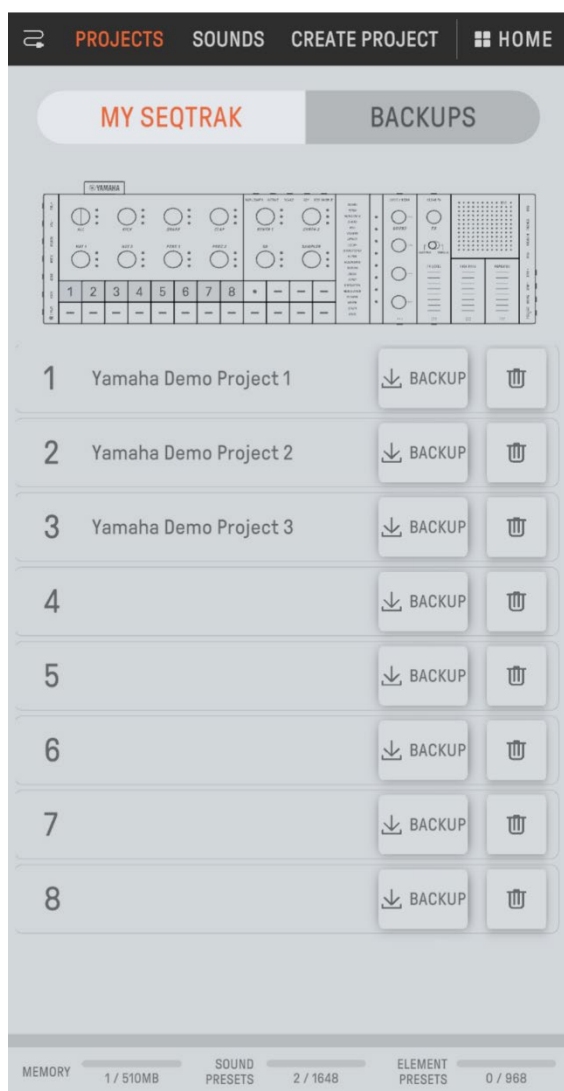 PROJECTS SOUNDS CREATE PROJECT HOME
MY SEQTRAK BACKUPS
YAMAHA
1 2 3 4 5 6 7 8
1 Yamaha Demo Project 1 BACKUP
2 Yamaha Demo Project 2 BACKUP
3 Yamaha Demo Project 3 BACKUP
4 BACKUP
5 BACKUP
6 BACKUP
7 BACKUP
8 BACKUP
MEMORY 1 / 510MB SOUND PRESETS 2 / 1648 ELEMENT PRESETS 0 / 968